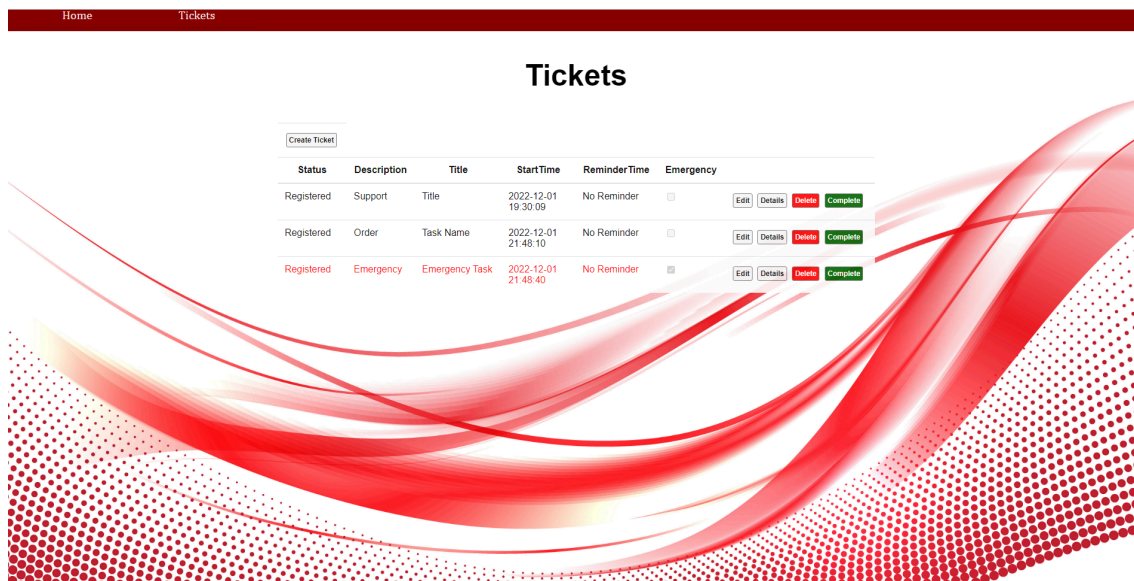 Home Tickets
Tickets
Create Ticket
Status Description Title StartTime ReminderTime Emergency
Registered Support Title 2022-12-01 19:30:09 No Reminder Edit Details Delete Complete
Registered Order Task Name 2022-12-01 21:48:10 No Reminder Edit Details Delete Complete
Registered Emergency Emergency Task 2022-12-01 21:48:40 No Reminder Edit Details Delete Complete